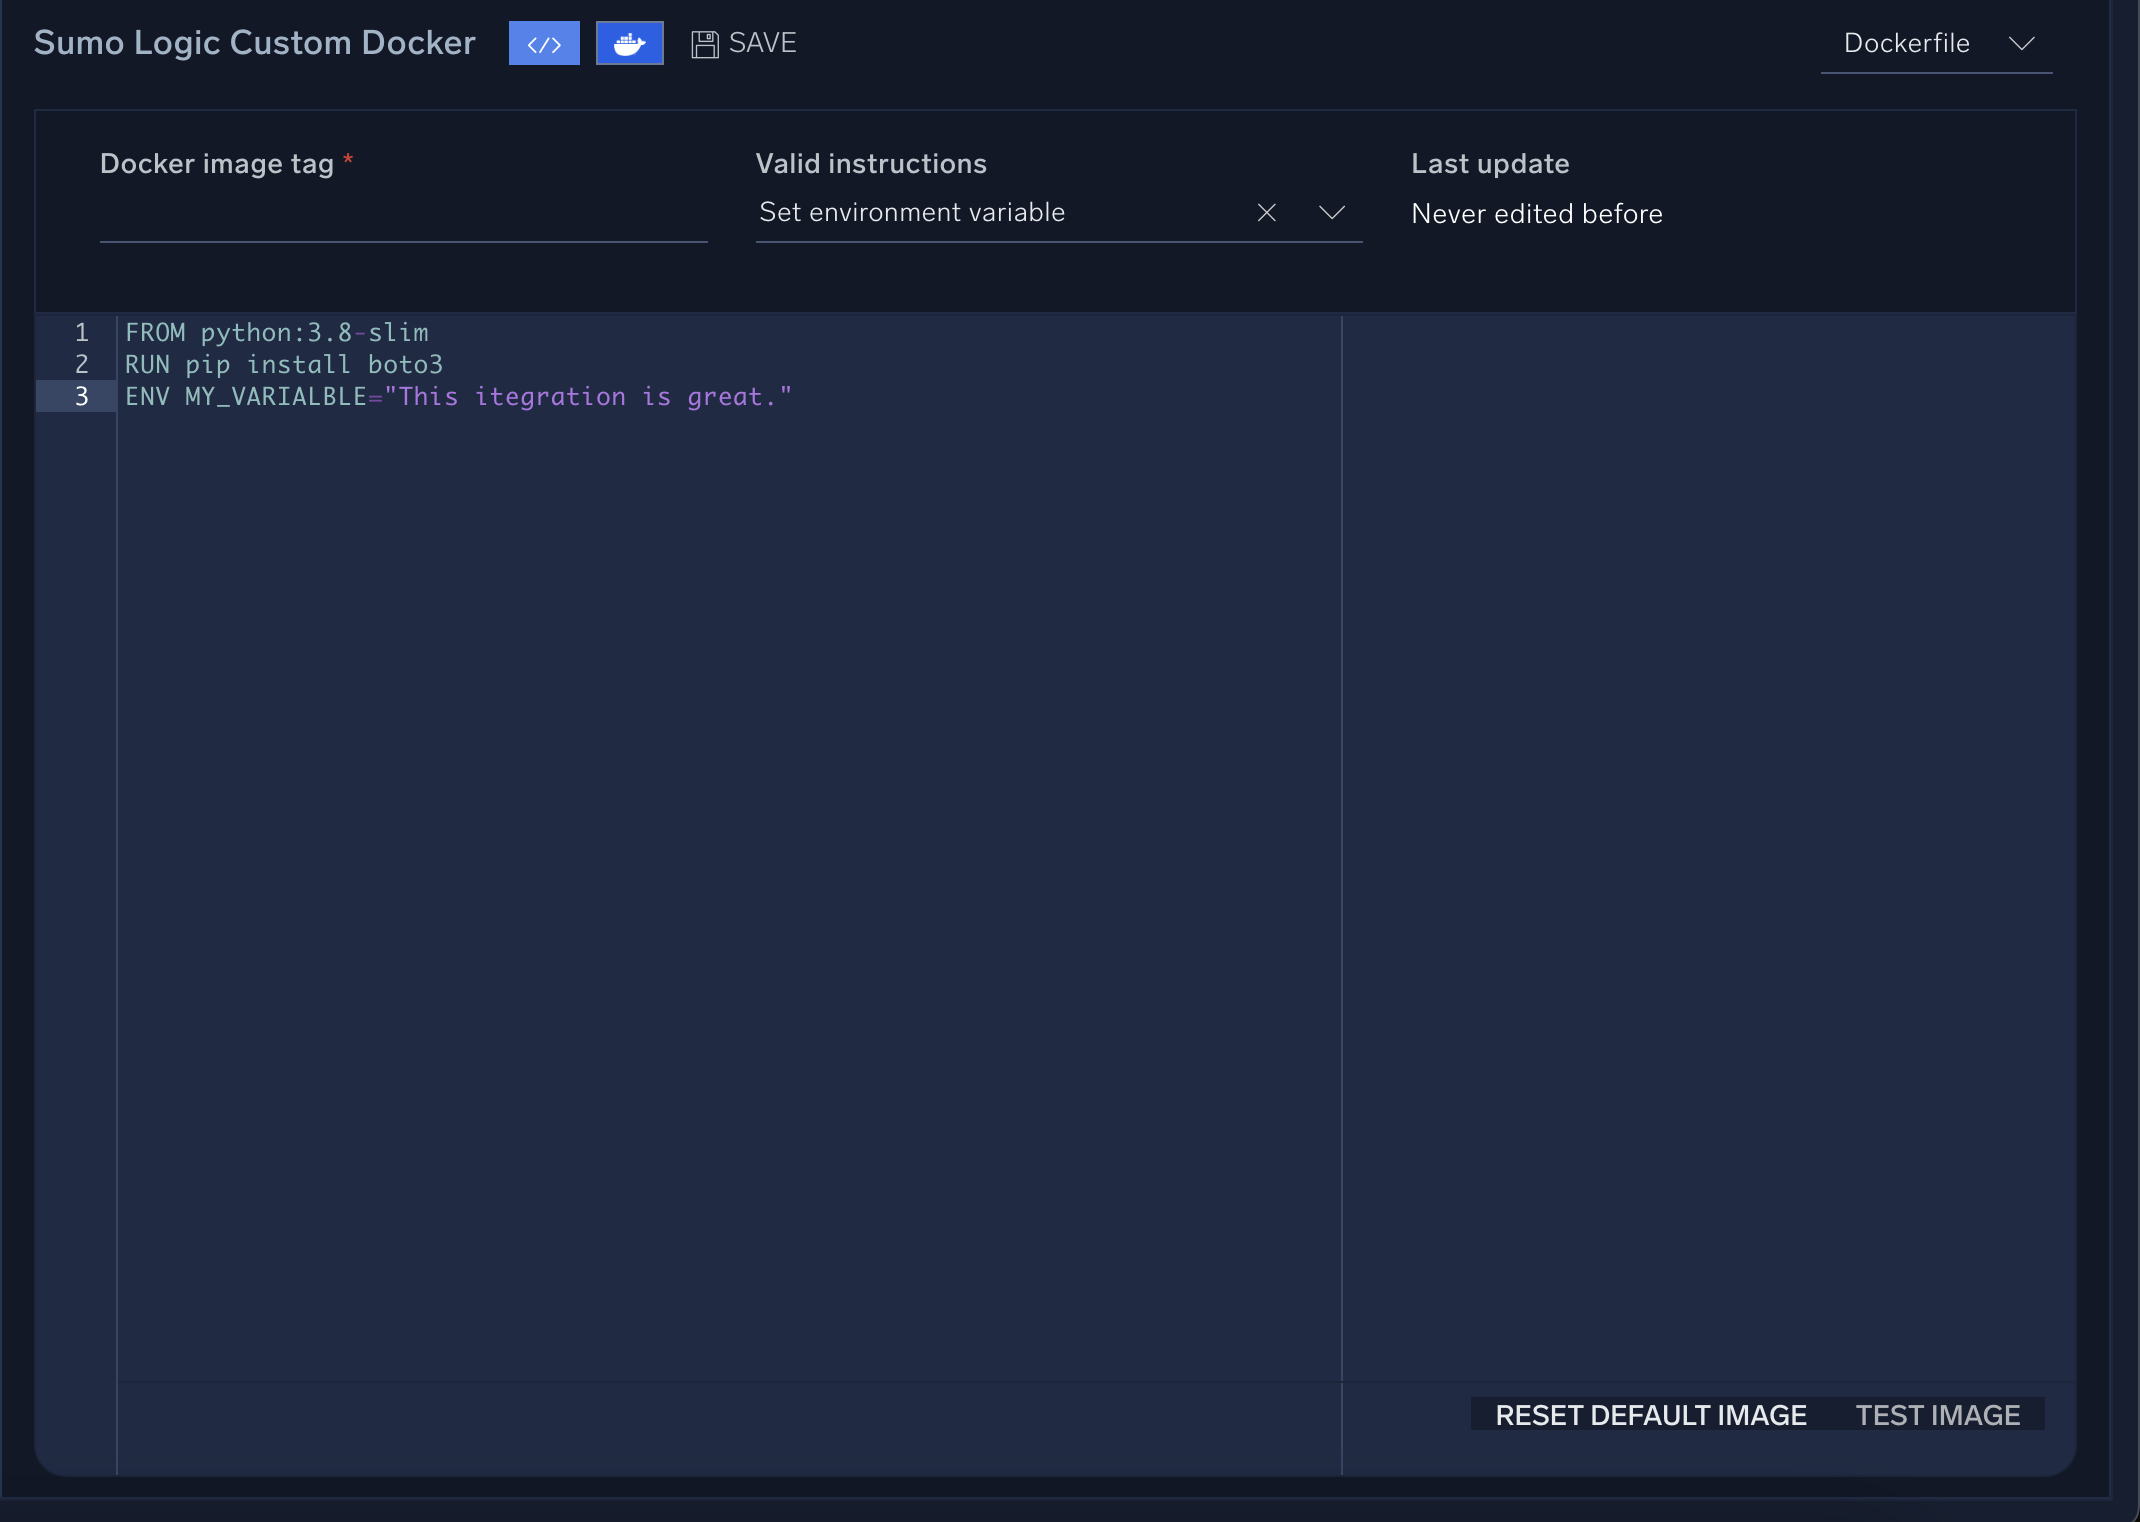 Sumo Logic Custom Docker </> SAVE Dockerfile
Docker image tag * Valid instructions Last update
Set environment variable Never edited before
1 FROM python:3.8-slim
2 RUN pip install boto3
3 ENV MY_VARIALBLE="This itegration is great."
RESET DEFAULT IMAGE TEST IMAGE